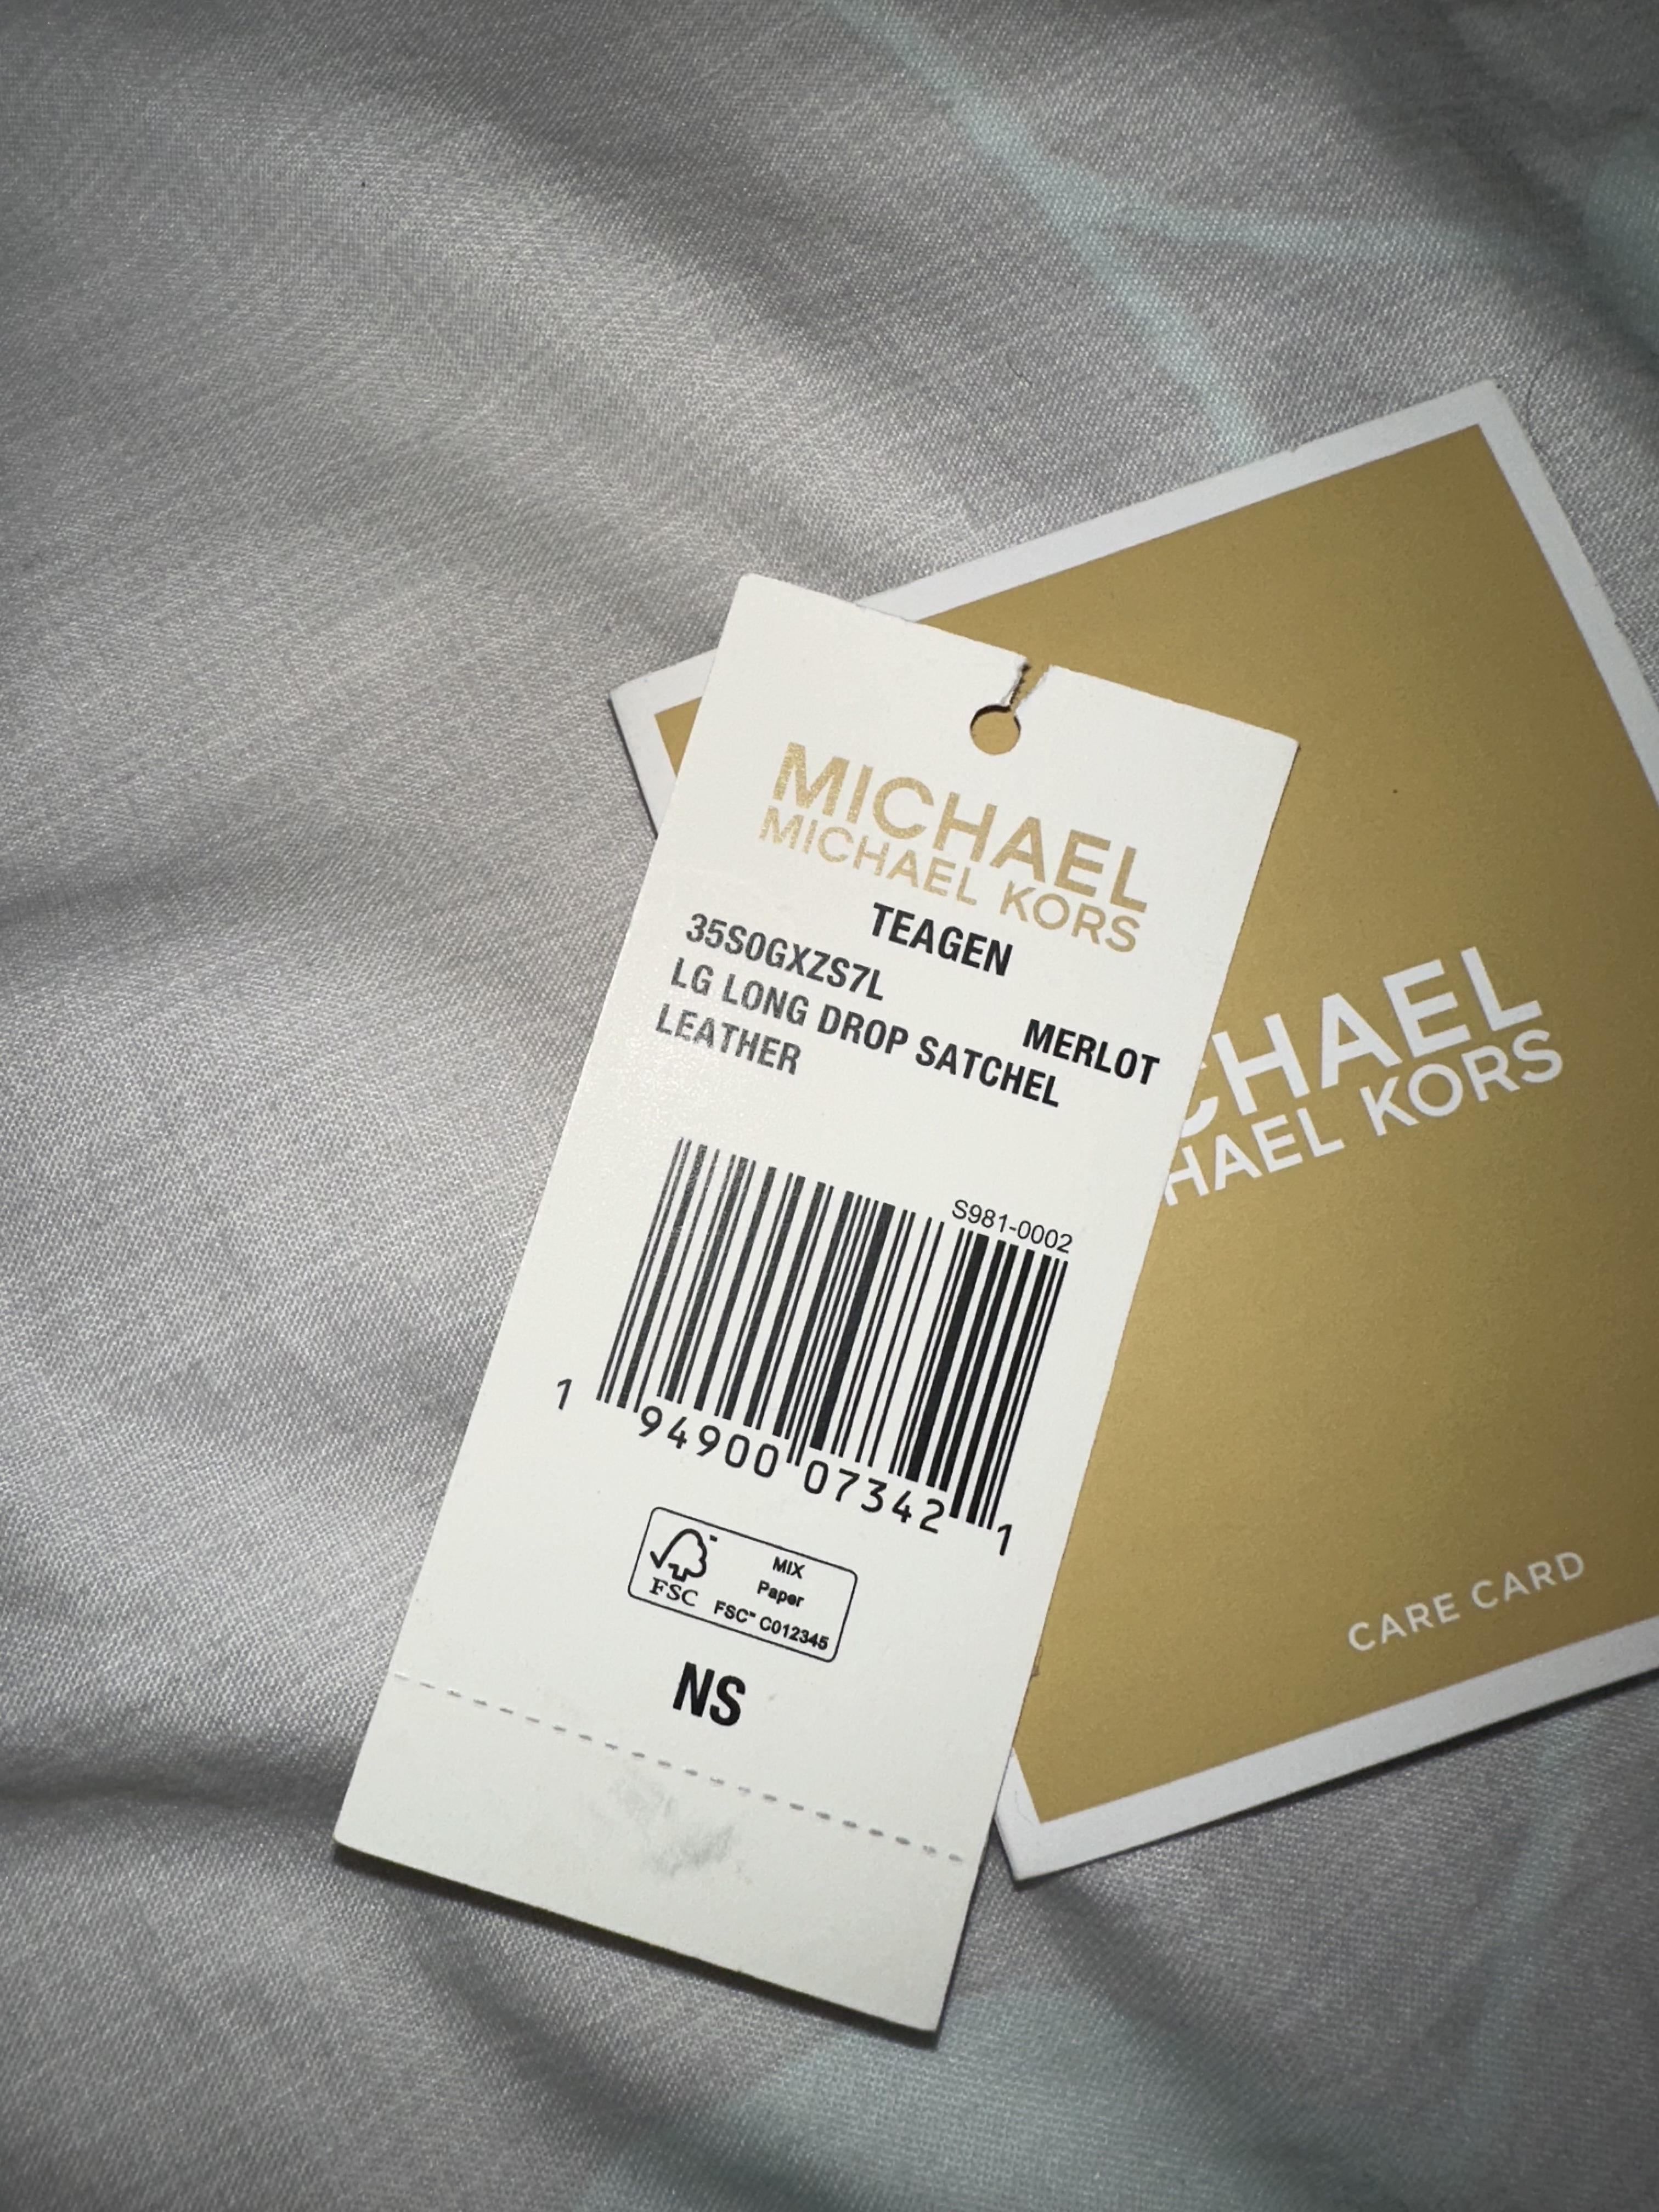 MICHAEL
MICHAEL KORS
TEAGEN
35S0GXZS7L
MERLOT
LG LONG DROP SATCHEL
LEATHER
S981-0002
1 94900 07342 1
FSC
MIX
Paper
FSC™ C012345
NS
CHAEL
HAEL KORS
CARE CARD